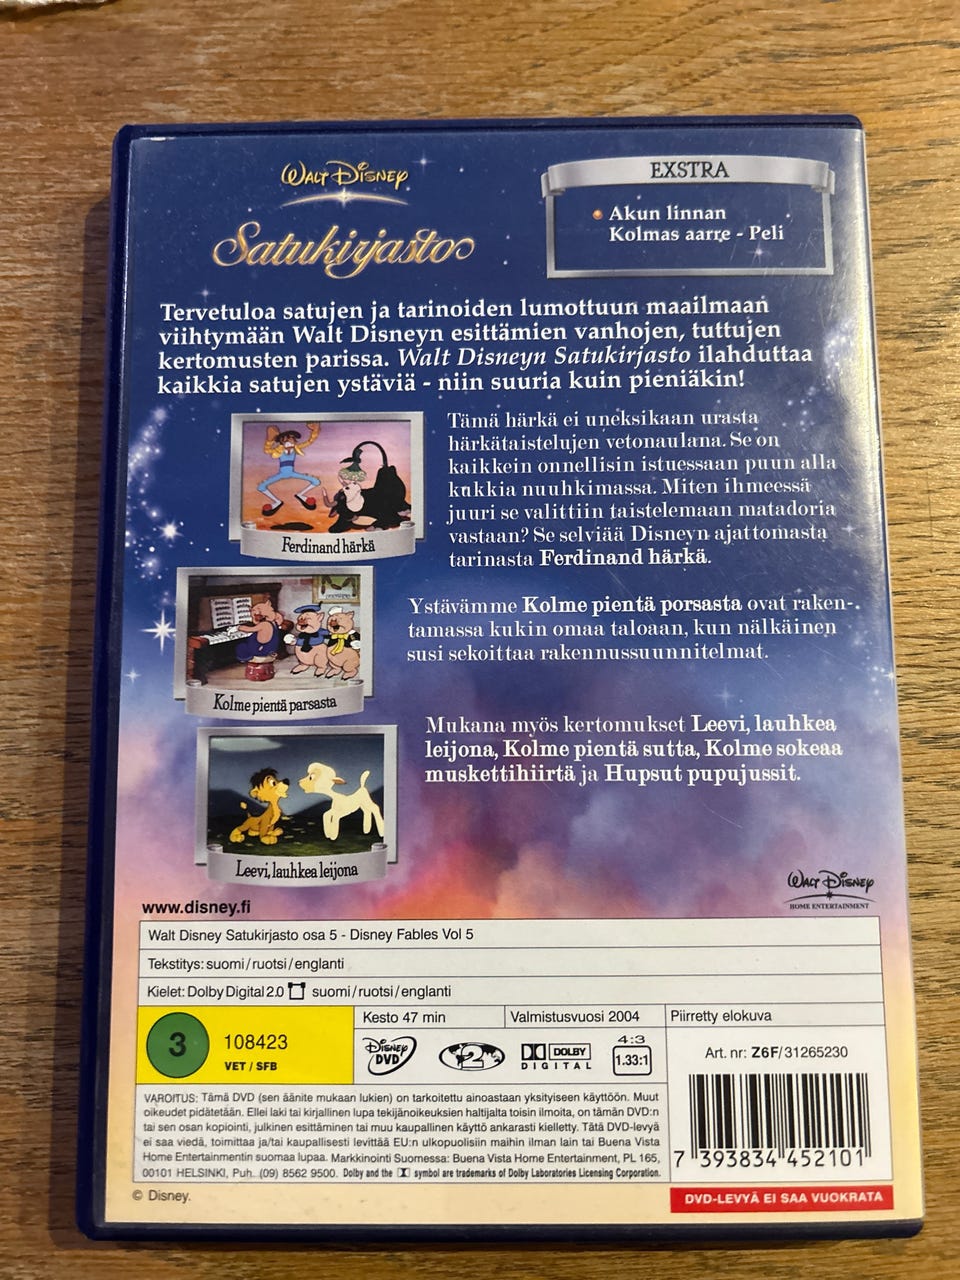 WALT DISNEY
Satukirjasto
EXSTRA
Akun linnan
Kolmas aarre - Peli
Tervetuloa satujen ja tarinoiden lumottuun maailmaan
viihtymään Walt Disneyn esittämien vanhojen, tuttujen
kertomusten parissa. Walt Disneyn Satukirjasto ilahduttaa
kaikkia satujen ystäviä - niin suuria kuin pieniäkin!
Tämä härkä ei uneksikaan urasta
härkätaistelujen vetonaulana. Se on
kaikkein onnellisin istuessaan puun alla
kukkia nuuhkimassa. Miten ihmeessä
juuri se valittiin taistelemaan matadoria
vastaan? Se selviää Disneyn ajattomasta
tarinasta Ferdinand härkä.
Ferdinand härkä
Ystävämme Kolme pientä porsasta ovat raken-
tamassa kukin omaa taloaan, kun nälkäinen
susi sekoittaa rakennussuunnitelmat.
Kolme pientä parsasta
Mukana myös kertomukset Leevi, lauhkea
leijona, Kolme pientä sutta, Kolme sokeaa
muskettihiirtä ja Hupsut pupujussit.
Leevi, lauhkea leijona
WALT DISNEY
HOME ENTERTAINMENT
www.disney.fi
Walt Disney Satukirjasto osa 5 - Disney Fables Vol 5
Tekstitys: suomi/ruotsi/englanti
Kielet: Dolby Digital 2.0 suomi/ruotsi/englanti
3
108423
VET / SFB
Kesto 47 min
Valmistusvuosi 2004
Piirretty elokuva
DISNEY DVD
2
DOLBY
DIGITAL
4:3
1.33:1
Art. nr: Z6F/31265230
VAROITUS: Tämä DVD (sen äänite mukaan lukien) on tarkoitettu ainoastaan yksityiseen käyttöön. Muut
oikeudet pidätetään. Ellei laki tai kirjallinen lupa tekijänoikeuksien haltijalta toisin ilmoita, on tämän DVD:n
tai sen osan kopiointi, julkinen esittäminen tai muu kaupallinen käyttö ankarasti kielletty. Tätä DVD-levyä
ei saa viedä, toimittaa ja/tai kaupallisesti levittää EU:n ulkopuolisiin maihin ilman lain tai Buena Vista
Home Entertainmentin suomaa lupaa. Markkinointi Suomessa: Buena Vista Home Entertainment, PL 165,
00101 HELSINKI, Puh. (09) 8562 9500. Dolby and the symbol are trademarks of Dolby Laboratories Licensing Corporation.
7 393834 452101
© Disney.
DVD-LEVYÄ EI SAA VUOKRATA